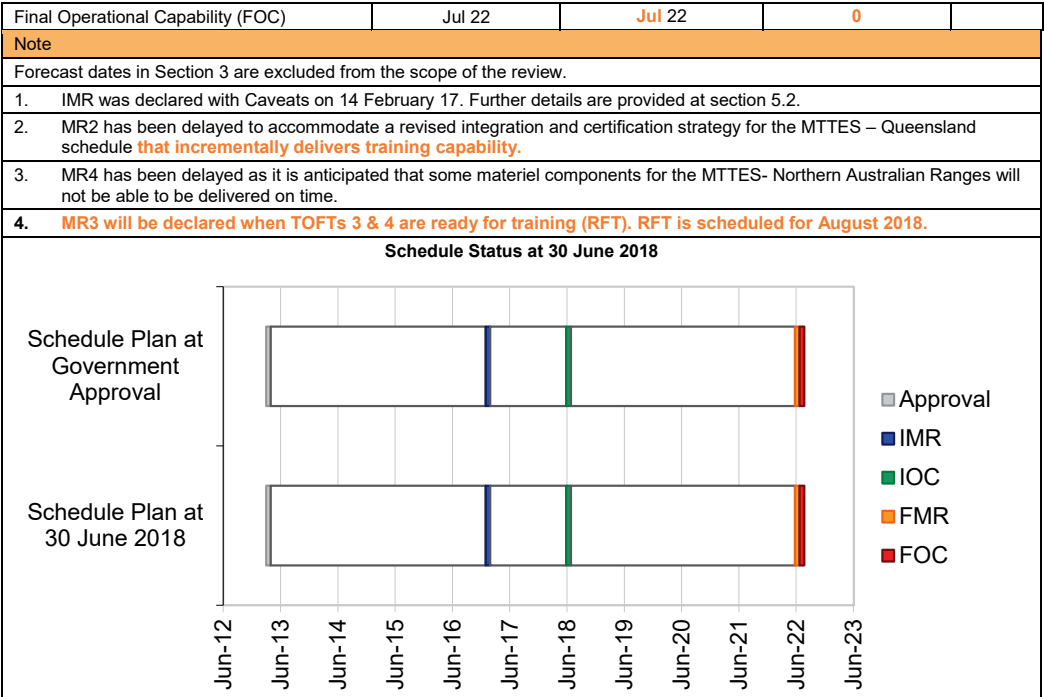 Final Operational Capability (FOC) Jul 22 Jul 22 0
Note
Forecast dates in Section 3 are excluded from the scope of the review.
1. IMR was declared with Caveats on 14 February 17. Further details are provided at section 5.2.
2. MR2 has been delayed to accommodate a revised integration and certification strategy for the MTTES – Queensland
schedule that incrementally delivers training capability.
3. MR4 has been delayed as it is anticipated that some materiel components for the MTTES- Northern Australian Ranges will
not be able to be delivered on time.
4. MR3 will be declared when TOFTs 3 & 4 are ready for training (RFT). RFT is scheduled for August 2018.
Schedule Status at 30 June 2018
Schedule Plan at
Government
Approval
Schedule Plan at
30 June 2018
Approval
IMR
IOC
FMR
FOC
Jun-12
Jun-13
Jun-14
Jun-15
Jun-16
Jun-17
Jun-18
Jun-19
Jun-20
Jun-21
Jun-22
Jun-23